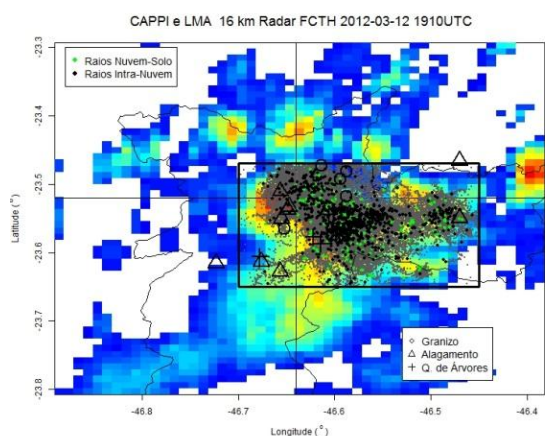 CAPPI e LMA 16 km Radar FCTH 2012-03-12 1910UTC
Raios Nuvem-Solo
Raios Intra-Nuvem
Latitude (°)
-23.3
-23.4
-23.5
-23.6
-23.7
-23.8
Granizo
Alagamento
Q. de Árvores
-46.8
-46.7
-46.6
-46.5
-46.4
Longitude (°)